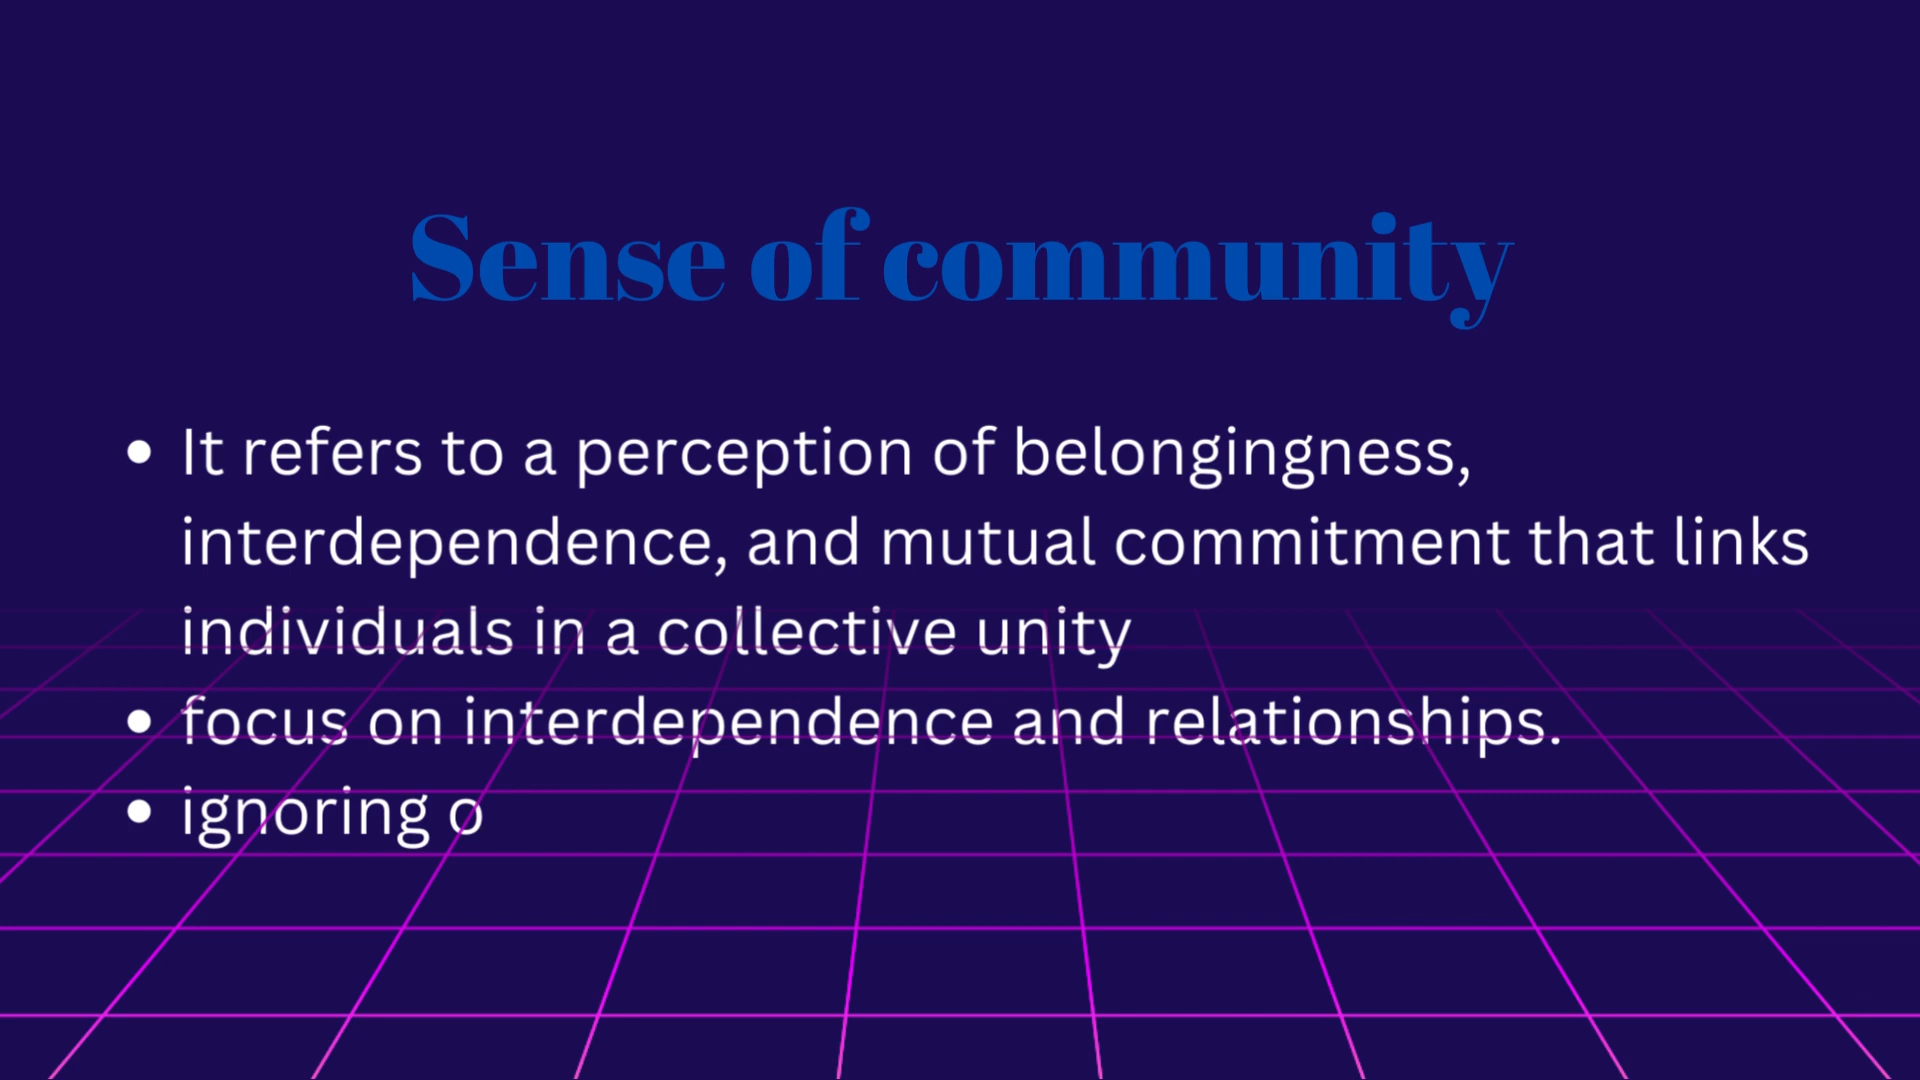 Sense of community
• It refers to a perception of belongingness,
interdependence, and mutual commitment that links
individuals in a collective unity
• focus on interdependence and relationships.
• ignoring o